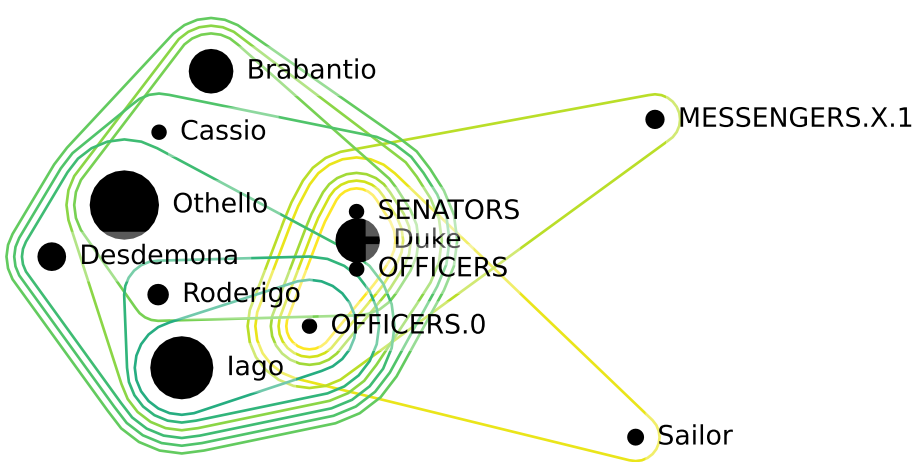 Brabantio
MESSENGERS.X.1
Cassio
Othello
SENATORS
Duke
Desdemona
OFFICERS
Roderigo
OFFICERS.0
Iago
Sailor